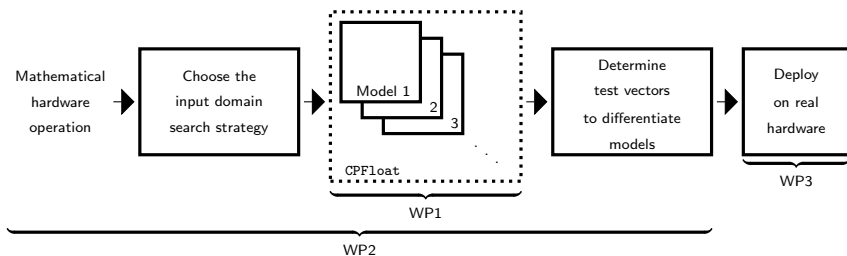 Mathematical
hardware
operation
Choose the
input domain
search strategy
Model 1
2
3
. . .
CPFloat
Determine
test vectors
to differentiate
models
Deploy
on real
hardware
WP1
WP3
WP2